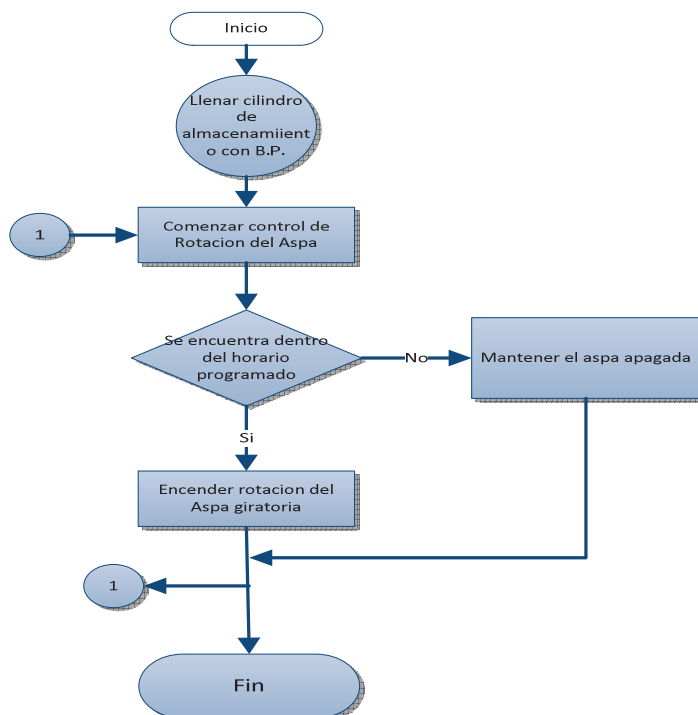 Inicio
Llenar cilindro
de
almacenamiient
o con B.P.
1
Comenzar control de
Rotacion del Aspa
Se encuentra dentro
del horario
programado
No
Mantener el aspa apagada
Si
Encender rotacion del
Aspa giratoria
1
Fin